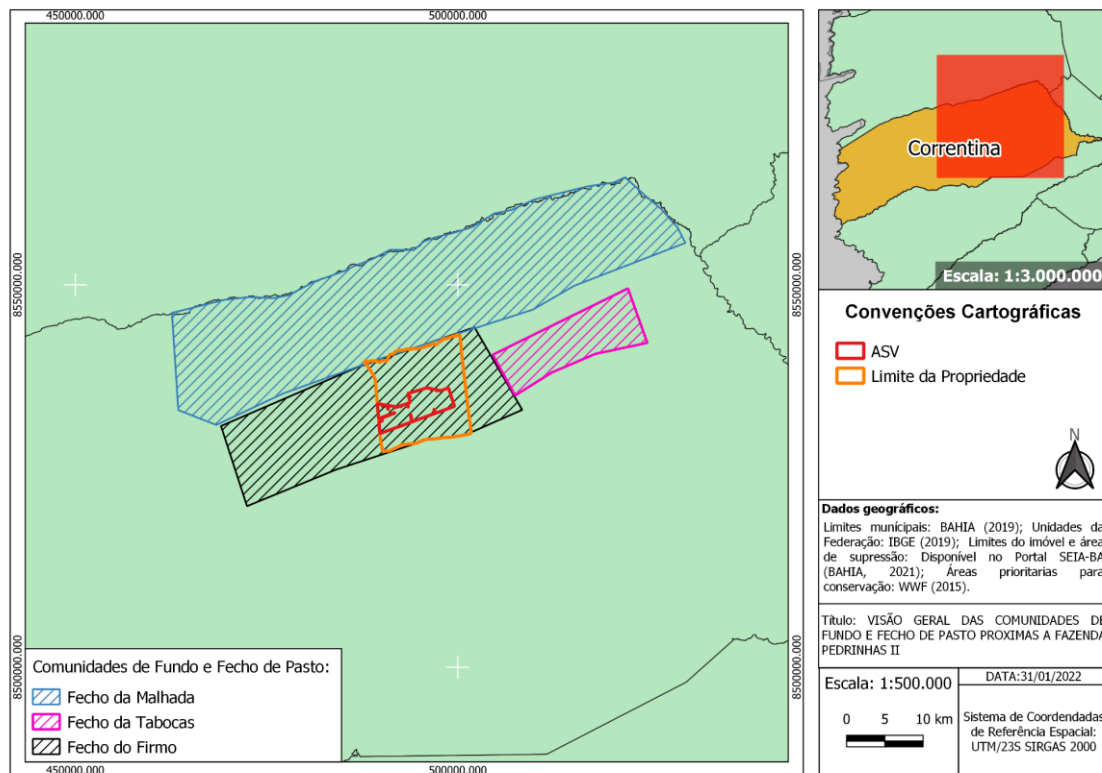 450000.000
500000.000
8550000.000
8550000.000
8500000.000
8500000.000
Comunidades de Fundo e Fecho de Pasto:
Fecho da Malhada
Fecho da Tabocas
Fecho do Firmo
450000.000
500000.000
Correntina
Escala: 1:3.000.000
Convenções Cartográficas
ASV
Limite da Propriedade
N
Dados geográficos:
Limites municipais: BAHIA (2019); Unidades da
Federação: IBGE (2019); Limites do imóvel e área
de supressão: Disponível no Portal SEIA-BA
(BAHIA, 2021); Áreas prioritarias para
conservação: WWF (2015).
Título: VISÃO GERAL DAS COMUNIDADES DE
FUNDO E FECHO DE PASTO PROXIMAS A FAZENDA
PEDRINHAS II
Escala: 1:500.000
0 5 10 km
DATA:31/01/2022
Sistema de Coordendadas
de Referência Espacial:
UTM/23S SIRGAS 2000